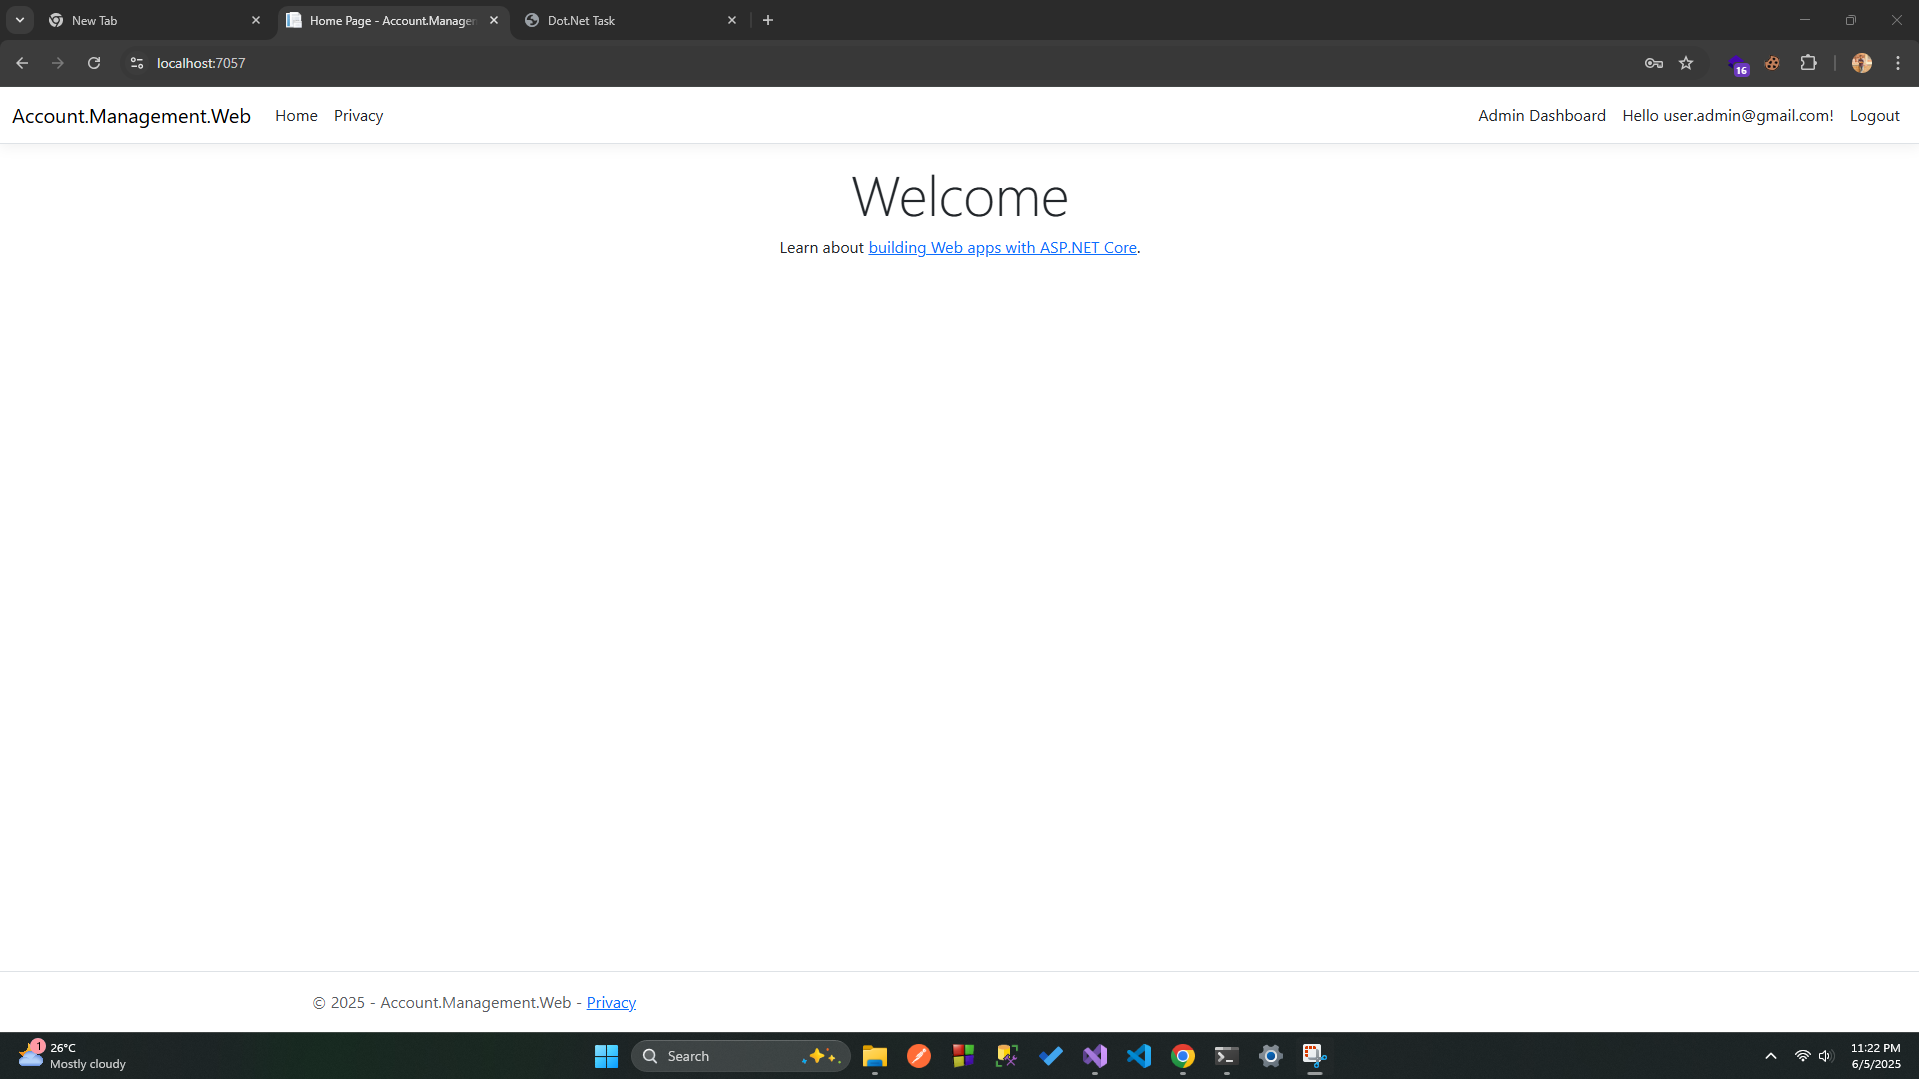 New Tab
Home Page - Account.Manage
Dot.Net Task
localhost:7057
16
Account.Management.Web
Home
Privacy
Admin Dashboard
Hello user.admin@gmail.com!
Logout
Welcome
Learn about building Web apps with ASP.NET Core.
© 2025 - Account.Management.Web - Privacy
1
26°C
Mostly cloudy
Search
11:22 PM
6/5/2025